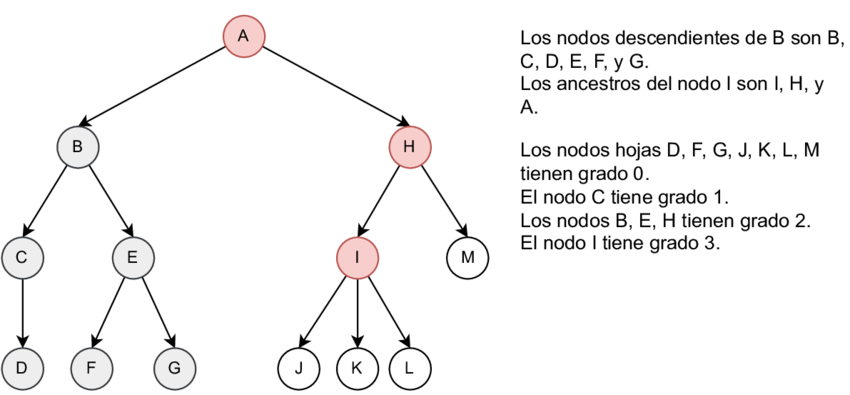 A
B
H
C
E
I
M
D
F
G
J
K
L
Los nodos descendientes de B son B,
C, D, E, F, y G.
Los ancestros del nodo I son I, H, y
A.
Los nodos hojas D, F, G, J, K, L, M
tienen grado 0.
El nodo C tiene grado 1.
Los nodos B, E, H tienen grado 2.
El nodo I tiene grado 3.